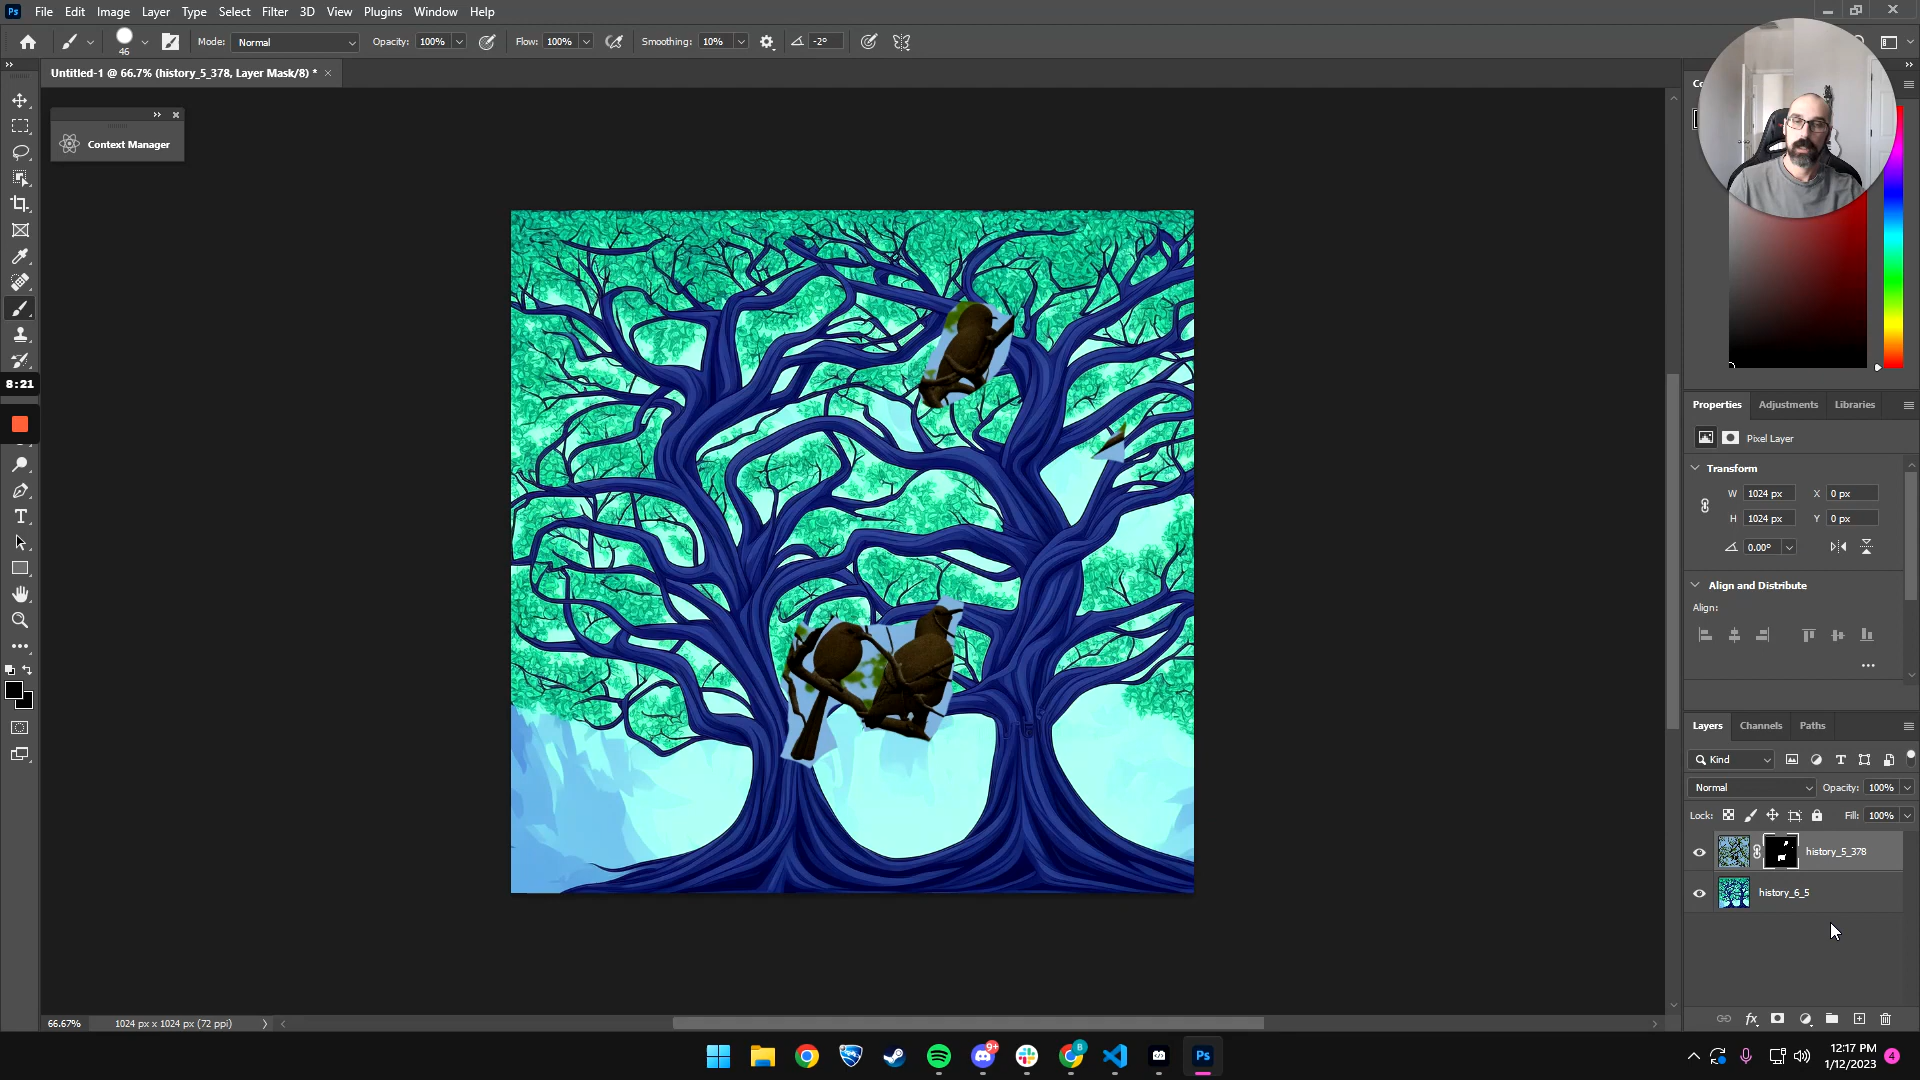 Ps File Edit Image Layer Type Select Filter 3D View Plugins Window Help
46 Mode: Normal Opacity: 100% Flow: 100% Smoothing: 10% -2°
Untitled-1 @ 66.7% (history_5_378, Layer Mask/8) * ×
Context Manager
8:21
Properties Adjustments Libraries
Pixel Layer
Transform
W 1024 px X 0 px
H 1024 px Y 0 px
0.00°
Align and Distribute
Align:
Layers Channels Paths
Kind
Normal Opacity: 100%
Lock: Fill: 100%
history_5_378
history_6_5
fx
66.67% 1024 px x 1024 px (72 ppi)
9+
B
Ps
12:17 PM
1/12/2023
4